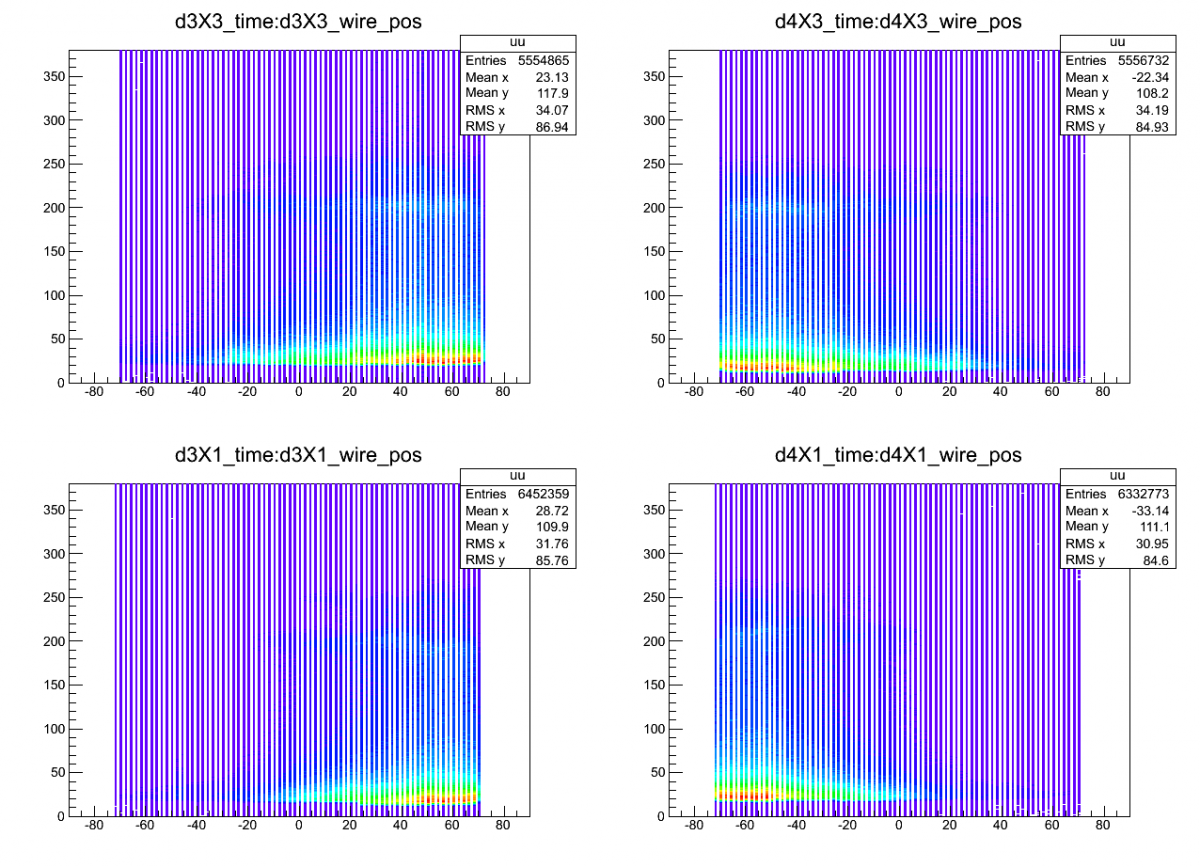 d3X3_time:d3X3_wire_pos
uu
Entries 5554865
Mean x 23.13
Mean y 117.9
RMS x 34.07
RMS y 86.94
350
300
250
200
150
100
50
0
-80 -60 -40 -20 0 20 40 60 80
d4X3_time:d4X3_wire_pos
uu
Entries 5556732
Mean x -22.34
Mean y 108.2
RMS x 34.19
RMS y 84.93
350
300
250
200
150
100
50
0
-80 -60 -40 -20 0 20 40 60 80
d3X1_time:d3X1_wire_pos
uu
Entries 6452359
Mean x 28.72
Mean y 109.9
RMS x 31.76
RMS y 85.76
350
300
250
200
150
100
50
0
-80 -60 -40 -20 0 20 40 60 80
d4X1_time:d4X1_wire_pos
uu
Entries 6332773
Mean x -33.14
Mean y 111.1
RMS x 30.95
RMS y 84.6
350
300
250
200
150
100
50
0
-80 -60 -40 -20 0 20 40 60 80